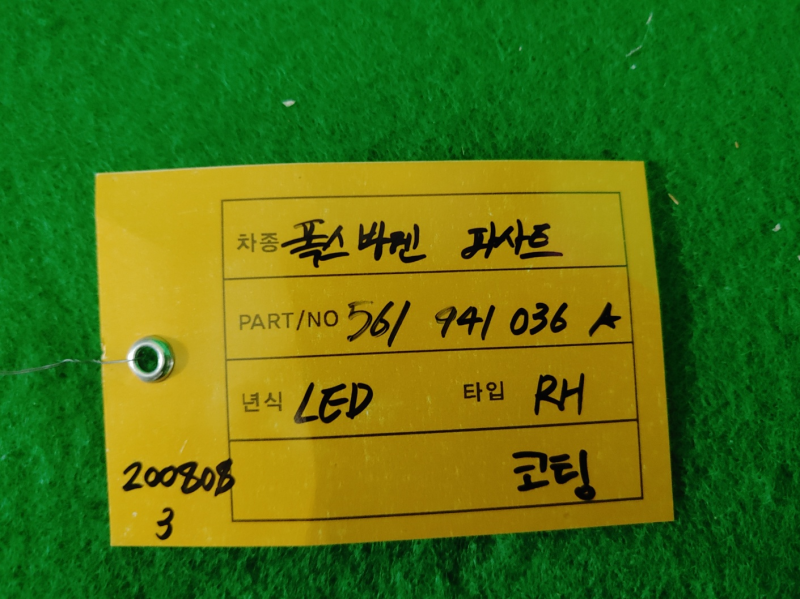 차종 폭스바겐 파사트
PART/NO 561 941 036 A
년식 LED 타입 RH
코팅
200808
3